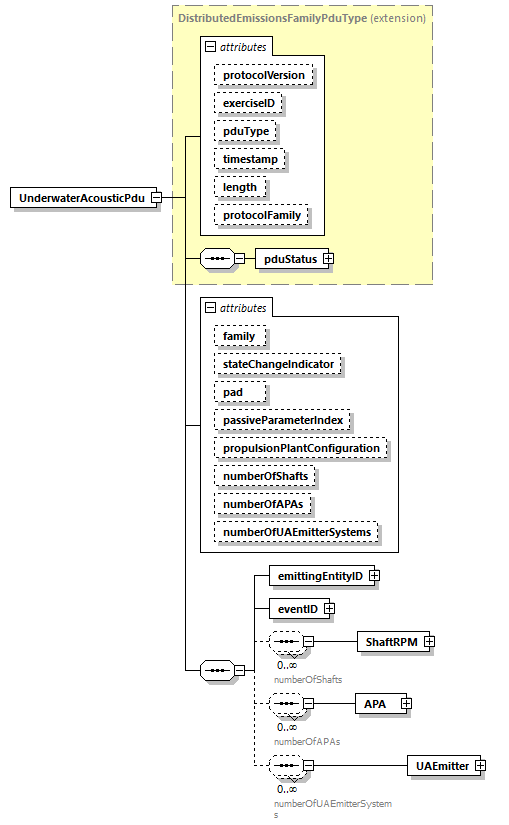 DistributedEmissionsFamilyPduType (extension)
attributes
protocolVersion
exerciseID
pduType
timestamp
length
protocolFamily
UnderwaterAcousticPdu
pduStatus
attributes
family
stateChangeIndicator
pad
passiveParameterIndex
propulsionPlantConfiguration
numberOfShafts
numberOfAPAs
numberOfUAEmitterSystems
emittingEntityID
eventID
ShaftRPM
0..∞
numberOfShafts
APA
0..∞
numberOfAPAs
UAEmitter
0..∞
numberOfUAEmitterSystem
s